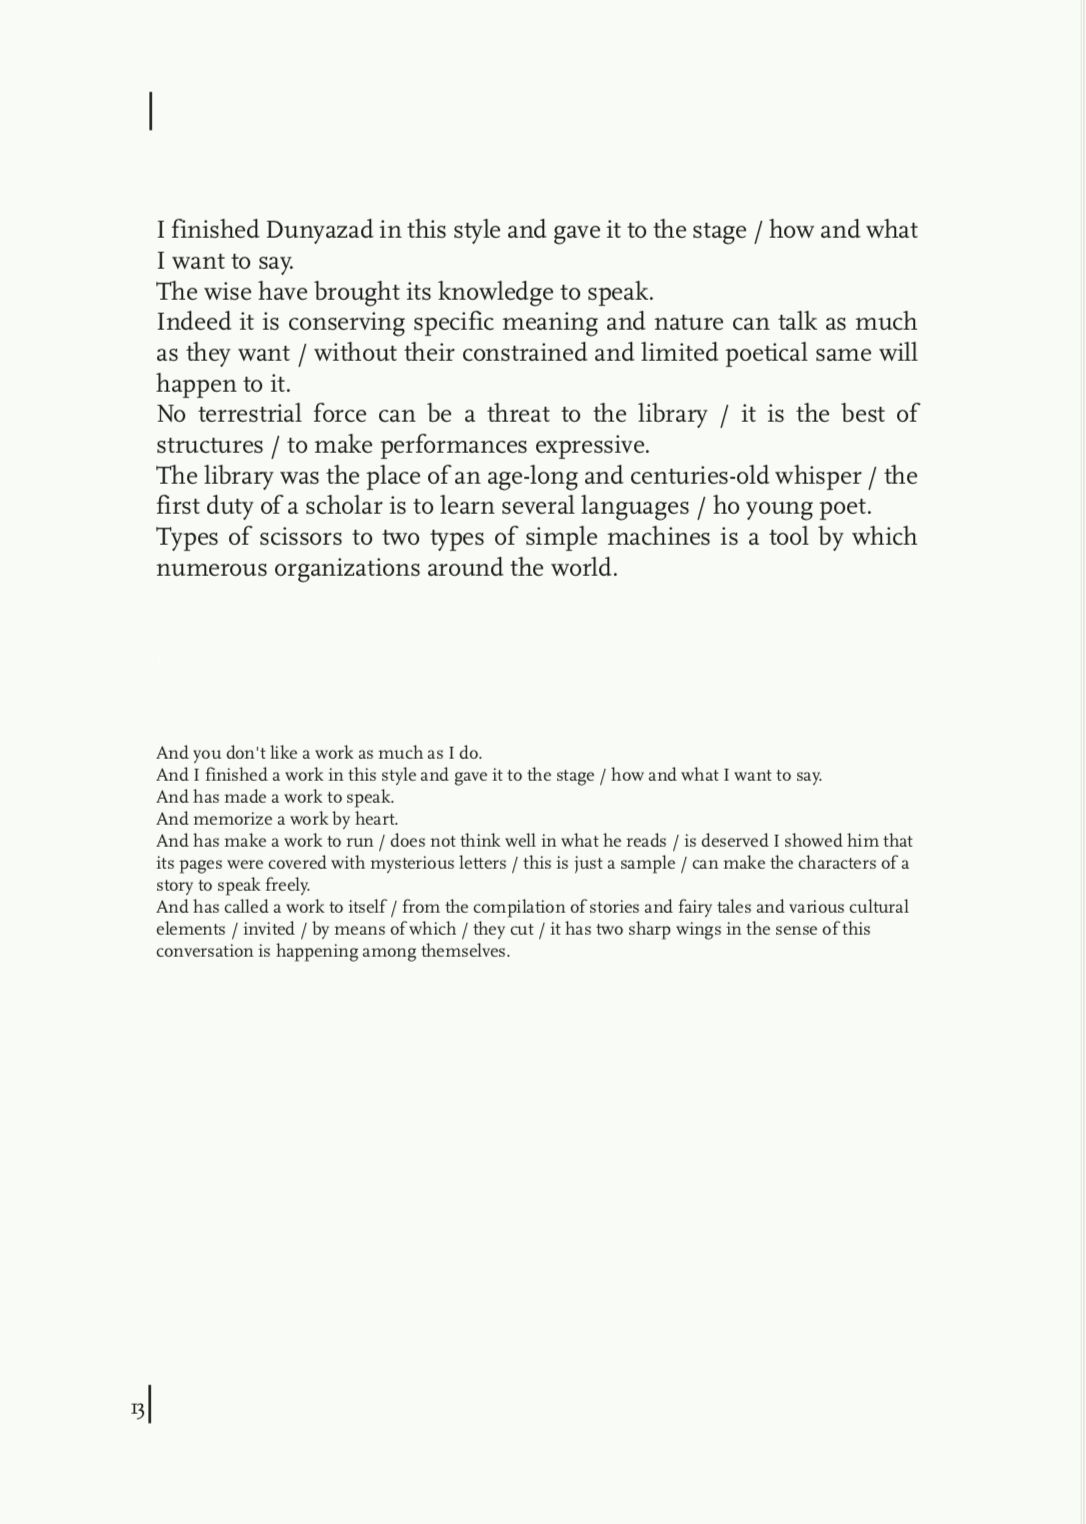 I finished Dunyazad in this style and gave it to the stage / how and what
I want to say.
The wise have brought its knowledge to speak.
Indeed it is conserving specific meaning and nature can talk as much
as they want / without their constrained and limited poetical same will
happen to it.
No terrestrial force can be a threat to the library / it is the best of
structures / to make performances expressive.
The library was the place of an age-long and centuries-old whisper / the
first duty of a scholar is to learn several languages / ho young poet.
Types of scissors to two types of simple machines is a tool by which
numerous organizations around the world.
And you don't like a work as much as I do.
And I finished a work in this style and gave it to the stage / how and what I want to say.
And has made a work to speak.
And memorize a work by heart.
And has make a work to run / does not think well in what he reads / is deserved I showed him that
its pages were covered with mysterious letters / this is just a sample / can make the characters of a
story to speak freely.
And has called a work to itself / from the compilation of stories and fairy tales and various cultural
elements / invited / by means of which / they cut / it has two sharp wings in the sense of this
conversation is happening among themselves.
13